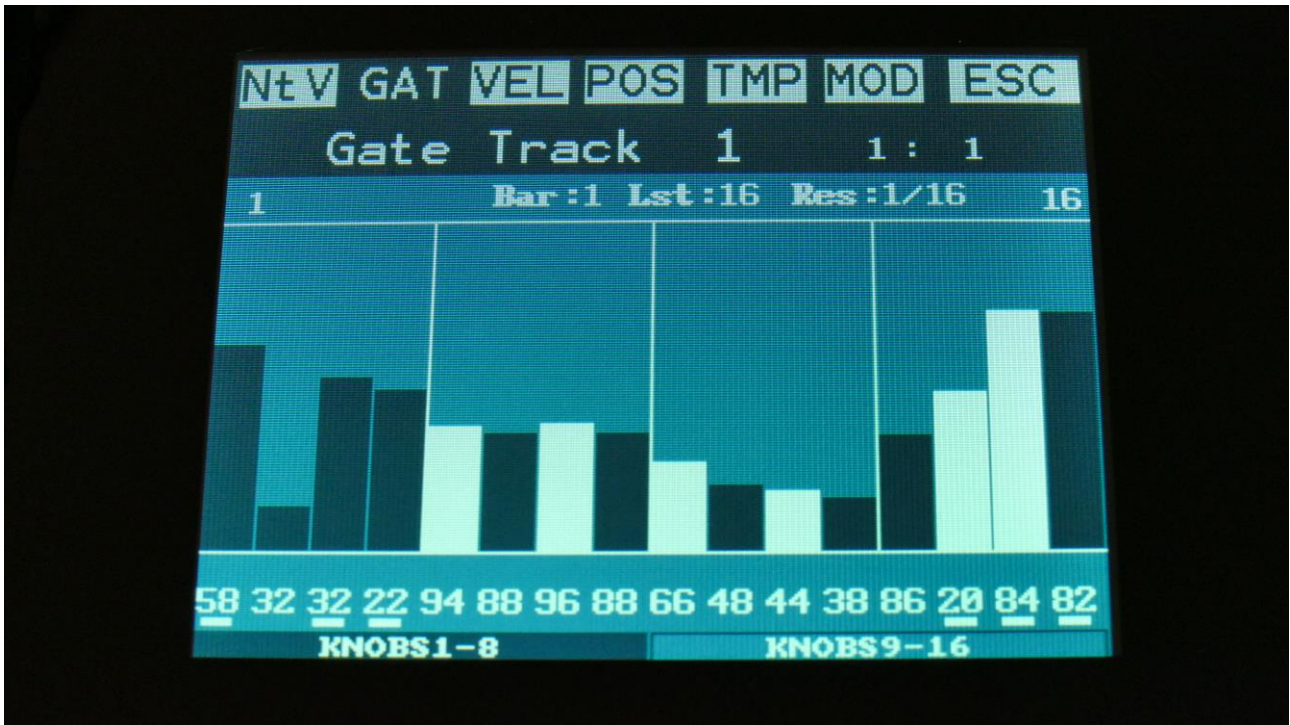 NtV GAT VEL POS TMP MOD ESC
Gate Track 1 1: 1
1 Bar:1 Lst:16 Res:1/16 16
58 32 32 22 94 88 96 88 66 48 44 38 86 20 84 82
KNOBS1-8 KNOBS9-16